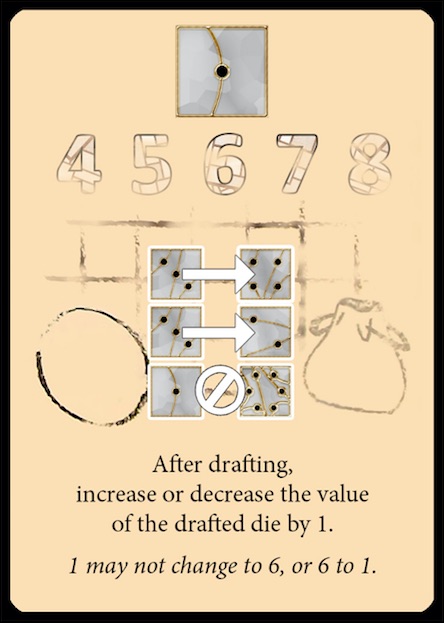 4 5 6 7 8
After drafting,
increase or decrease the value
of the drafted die by 1.
1 may not change to 6, or 6 to 1.